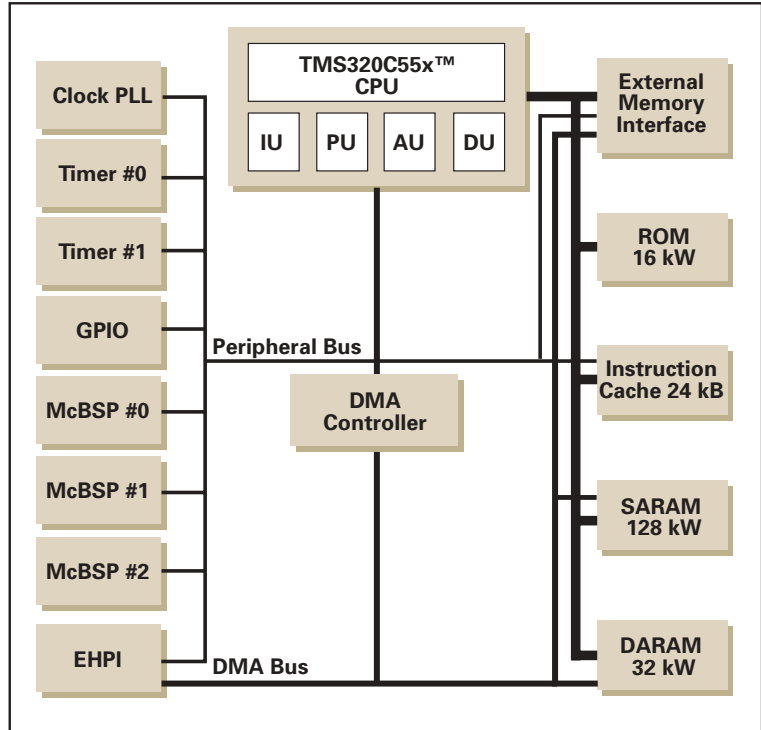 TMS320C55x™
CPU
IU
PU
AU
DU
Clock PLL
Timer #0
Timer #1
GPIO
McBSP #0
McBSP #1
McBSP #2
EHPI
Peripheral Bus
DMA
Controller
DMA Bus
External
Memory
Interface
ROM
16 kW
Instruction
Cache 24 kB
SARAM
128 kW
DARAM
32 kW